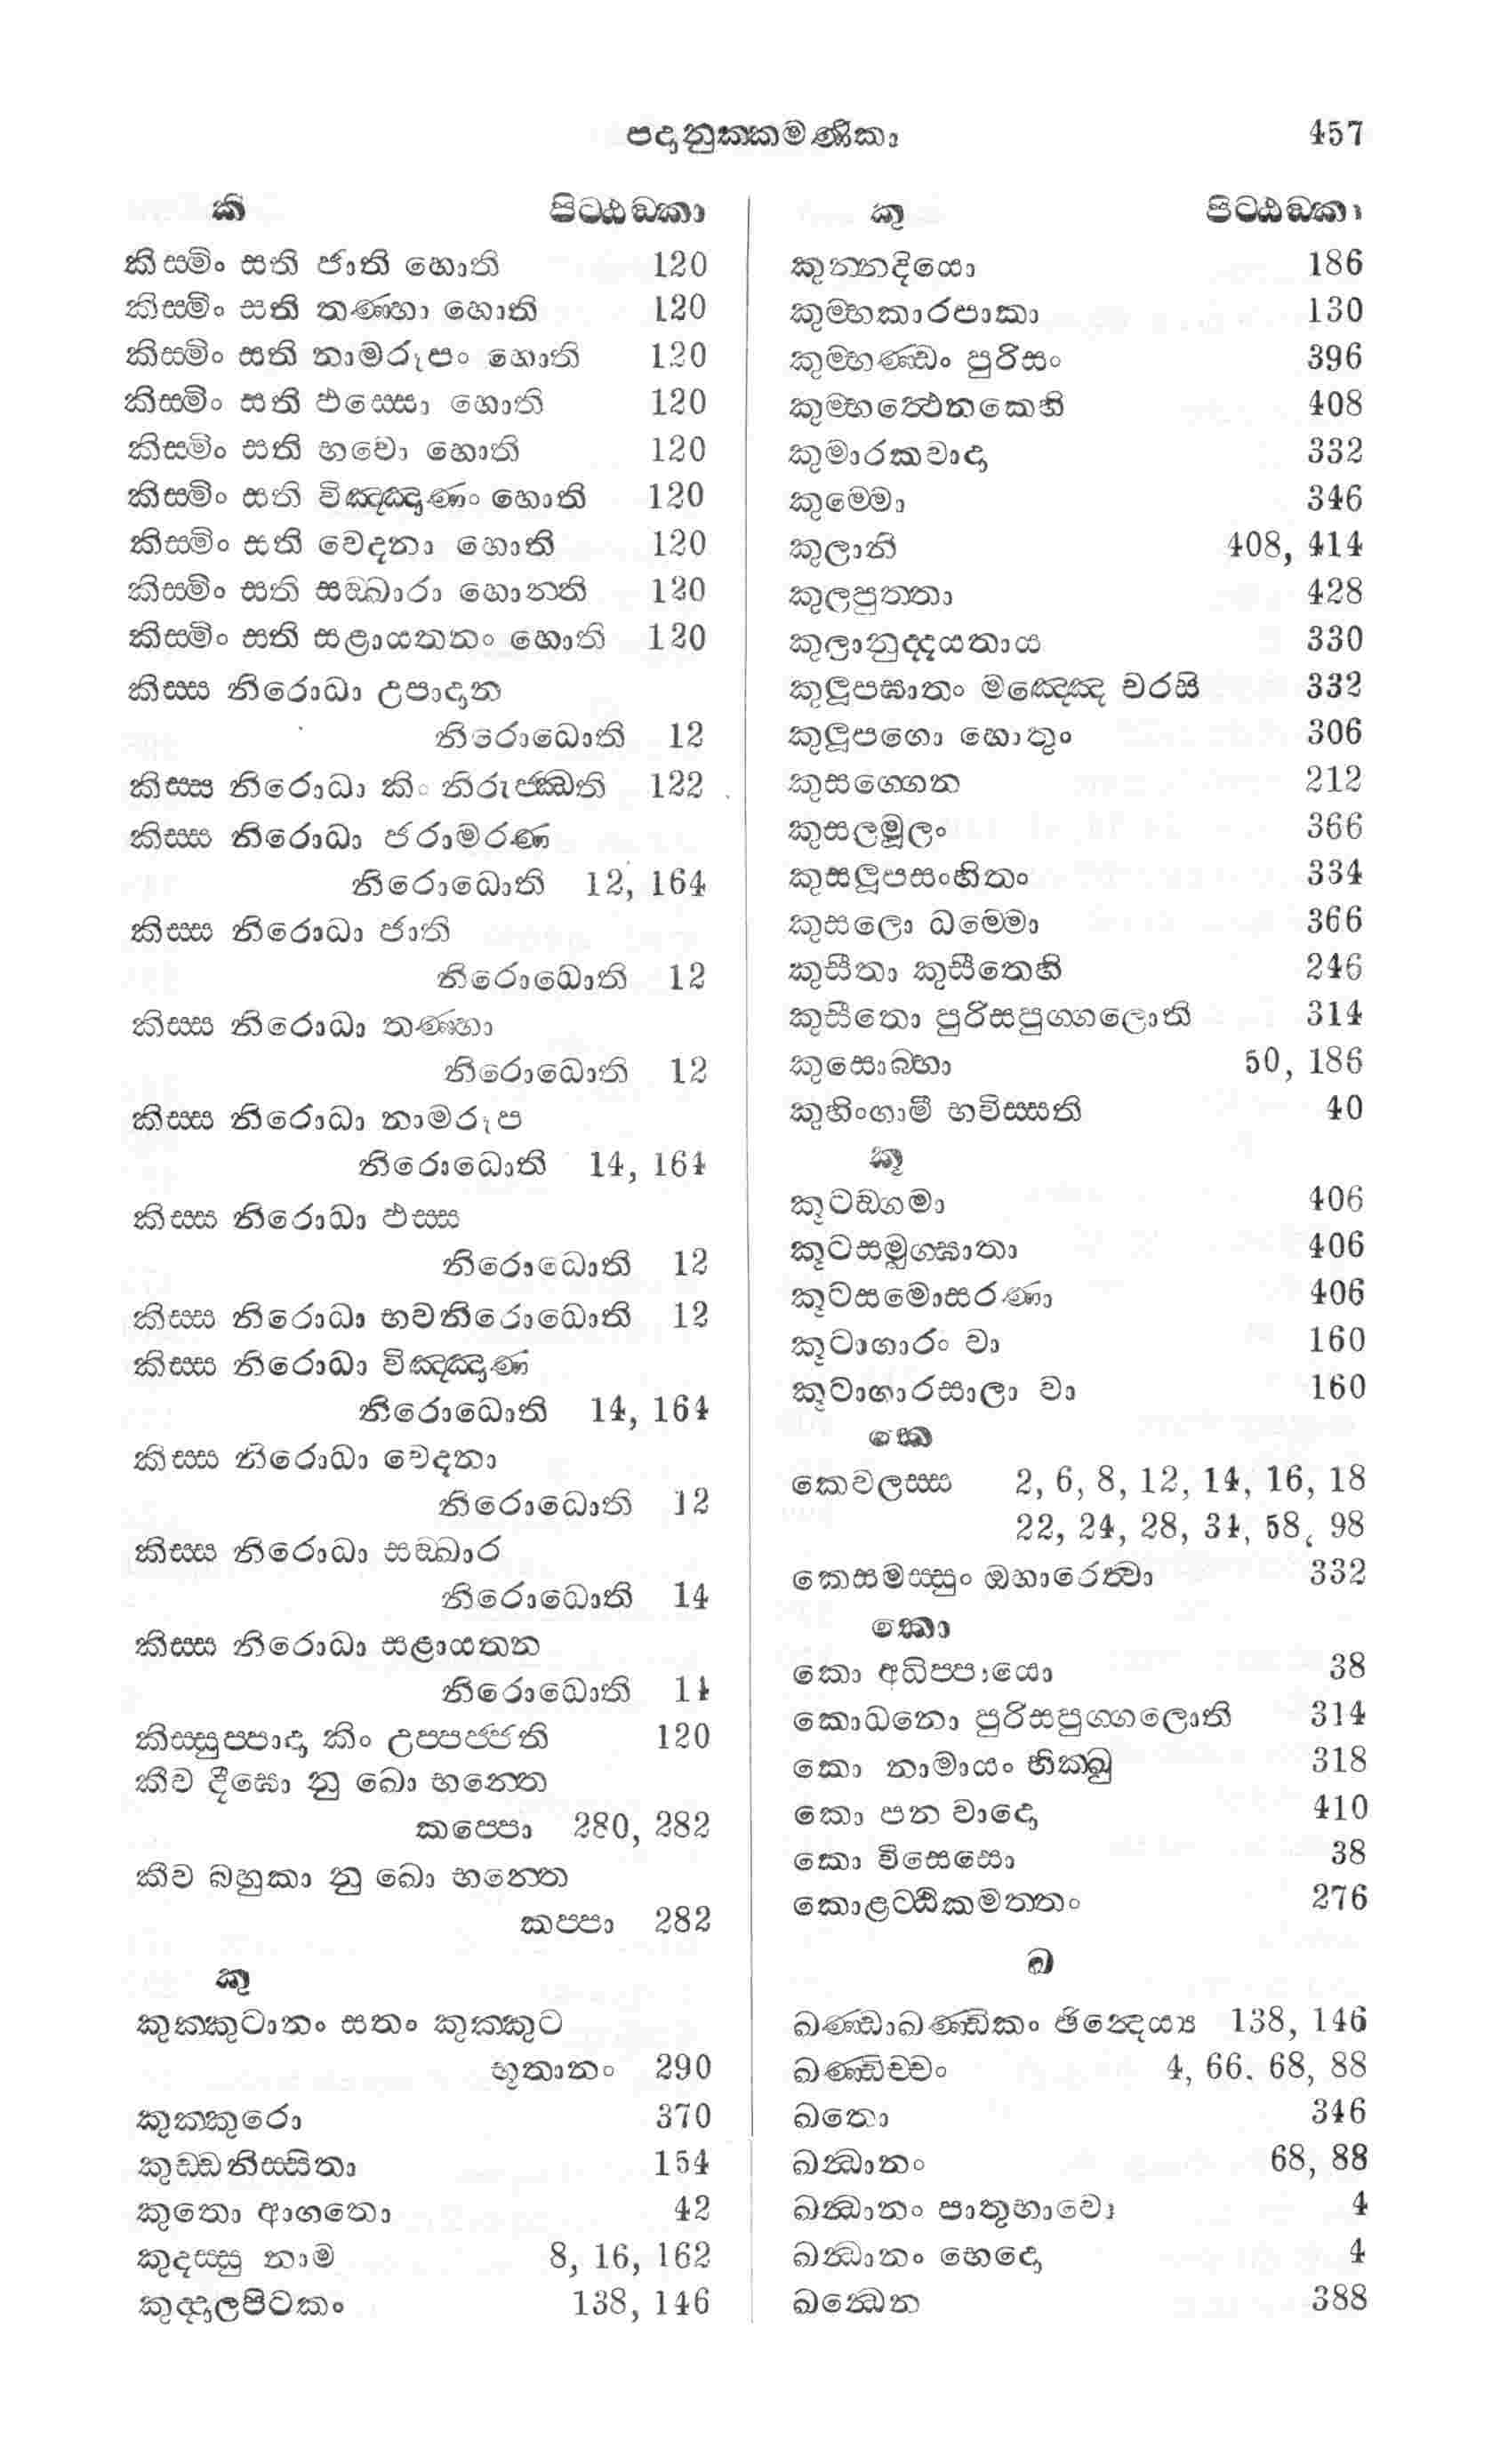 පදානුක්කමණිකා 457
කි පිට්ඨඞ්කා
කිස්මිං සති ජාති හොති 120
කිස්මිං සති තණ්හා හොති 120
කිස්මිං සති නාමරූපං හොති 120
කිස්මිං සති ඵස්සො හොති 120
කිස්මිං සති භවො හොති 120
කිස්මිං සති විඤ්ඤාණං හොති 120
කිස්මිං සති වෙදනා හොති 120
කිස්මිං සති සඞ්ඛාරා හොන්ති 120
කිස්මිං සති සළායතනං හොති 120
කිස්ස නිරොධා උපාදාන
නිරොධොති 12
කිස්ස නිරොධා කිං නිරුජ්ඣති 122
කිස්ස නිරොධා ජරාමරණ
නිරොධොති 12, 164
කිස්ස නිරොධා ජාති
නිරොධොති 12
කිස්ස නිරොධා තණ්හා
නිරොධොති 12
කිස්ස නිරොධා නාමරූප
නිරොධොති 14, 164
කිස්ස නිරොධා ඵස්ස
නිරොධොති 12
කිස්ස නිරොධා භවනිරොධොති 12
කිස්ස නිරොධා විඤ්ඤාණ
නිරොධොති 14, 164
කිස්ස නිරොධා වෙදනා
නිරොධොති 12
කිස්ස නිරොධා සඞ්ඛාර
නිරොධොති 14
කිස්ස නිරොධා සළායතන
නිරොධොති 14
කිස්සුප්පාදා කිං උප්පජ්ජති 120
කීව දීඝො නු ඛො භන්තෙ
කප්පො 280, 282
කීව බහුකා නු ඛො භන්තෙ
කප්පා 282
කු
කුක්කුටානං සතං කුක්කුට
භූතානං 290
කුක්කුරො 370
කුඩ්ඩනිස්සිතා 154
කුතො ආගතො 42
කුදස්සු නාම 8, 16, 162
කුද්දාලපිටකං 138, 146
කු පිට්ඨඞ්කා
කුන්නදියො 186
කුම්භකාරපාකා 130
කුම්භණ්ඩං පුරිසං 396
කුම්භත්ථෙනකෙහි 408
කුමාරකවාදා 332
කුම්මො 346
කුලානි 408, 414
කුලපුත්තා 428
කුලානුද්දයතාය 330
කුලූපඝාතං මඤ්ඤෙ චරසි 332
කුලූපගො හොතුං 306
කුසග්ගෙන 212
කුසලමූලං 366
කුසලූපසංහිතං 334
කුසලො ධම්මො 366
කුසීතා කුසීතෙහි 246
කුසීතො පුරිසපුග්ගලොති 314
කුසොබ්භා 50, 186
කුහිංගාමී භවිස්සති 40
කූ
කූටඞ්ගමා 406
කූටසමුග්ඝාතා 406
කූටසමොසරණා 406
කූටාගාරං වා 160
කූටාගාරසාලා වා 160
කෙ
කෙවලස්ස 2, 6, 8, 12, 14, 16, 18
22, 24, 28, 34, 58, 98
කෙසමස්සුං ඔහාරෙත්වා 332
කො
කො අධිප්පායො 38
කොධනො පුරිසපුග්ගලොති 314
කො නාමායං භික්ඛු 318
කො පන වාදො 410
කො විසෙසො 38
කොළට්ඨිකමත්තං 276
ඛ
ඛණ්ඩාඛණ්ඩිකං ඡින්දෙය්ය 138, 146
ඛණ්ඩිච්චං 4, 66. 68, 88
ඛතො 346
ඛන්ධානං 68, 88
ඛන්ධානං පාතුභාවො 4
ඛන්ධානං භෙදො 4
ඛන්ධෙන 388